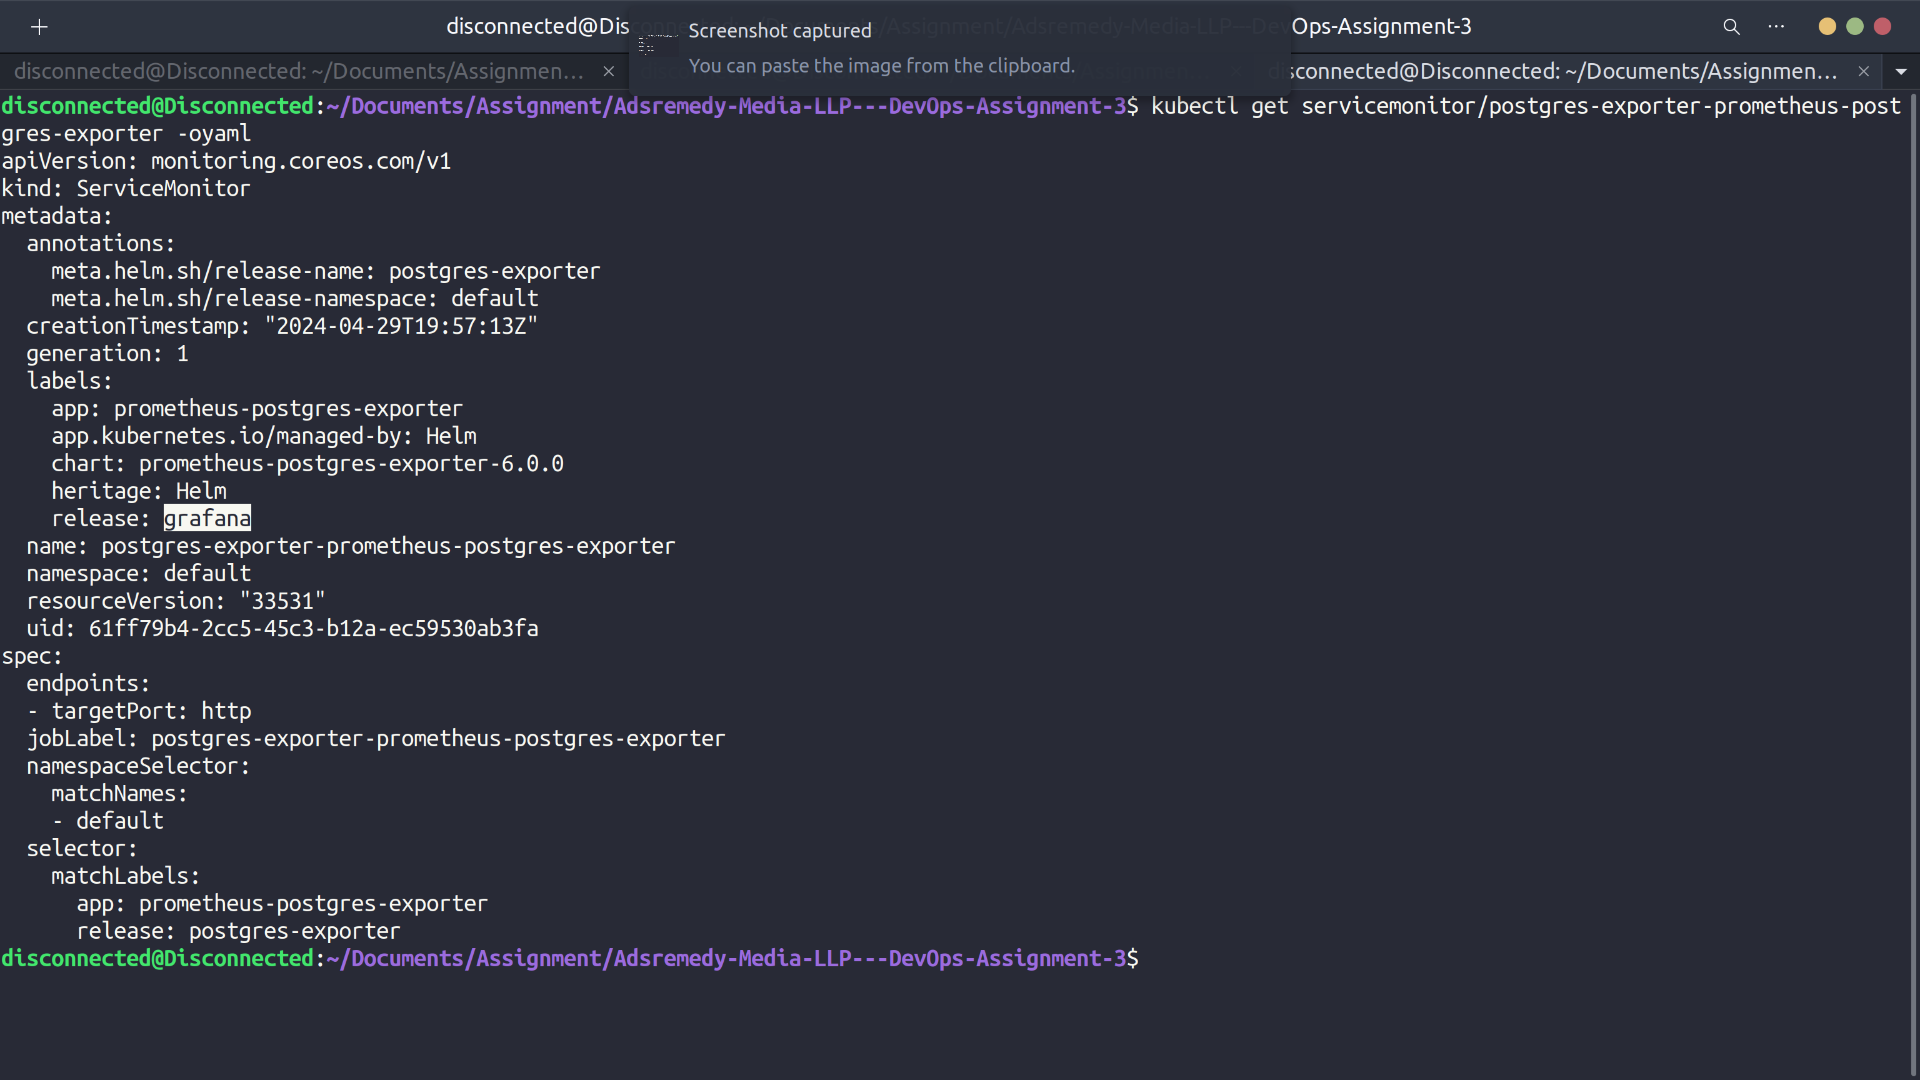 disconnected@Dis
Ops-Assignment-3
Screenshot captured
You can paste the image from the clipboard.
disconnected@Disconnected: ~/Documents/Assignmen...
sconnected@Disconnected: ~/Documents/Assignmen...
disconnected@Disconnected:~/Documents/Assignment/Adsremedy-Media-LLP---DevOps-Assignment-3$ kubectl get servicemonitor/postgres-exporter-prometheus-post
gres-exporter -oyaml
apiVersion: monitoring.coreos.com/v1
kind: ServiceMonitor
metadata:
  annotations:
    meta.helm.sh/release-name: postgres-exporter
    meta.helm.sh/release-namespace: default
  creationTimestamp: "2024-04-29T19:57:13Z"
  generation: 1
  labels:
    app: prometheus-postgres-exporter
    app.kubernetes.io/managed-by: Helm
    chart: prometheus-postgres-exporter-6.0.0
    heritage: Helm
    release: grafana
  name: postgres-exporter-prometheus-postgres-exporter
  namespace: default
  resourceVersion: "33531"
  uid: 61ff79b4-2cc5-45c3-b12a-ec59530ab3fa
spec:
  endpoints:
  - targetPort: http
  jobLabel: postgres-exporter-prometheus-postgres-exporter
  namespaceSelector:
    matchNames:
    - default
  selector:
    matchLabels:
      app: prometheus-postgres-exporter
      release: postgres-exporter
disconnected@Disconnected:~/Documents/Assignment/Adsremedy-Media-LLP---DevOps-Assignment-3$